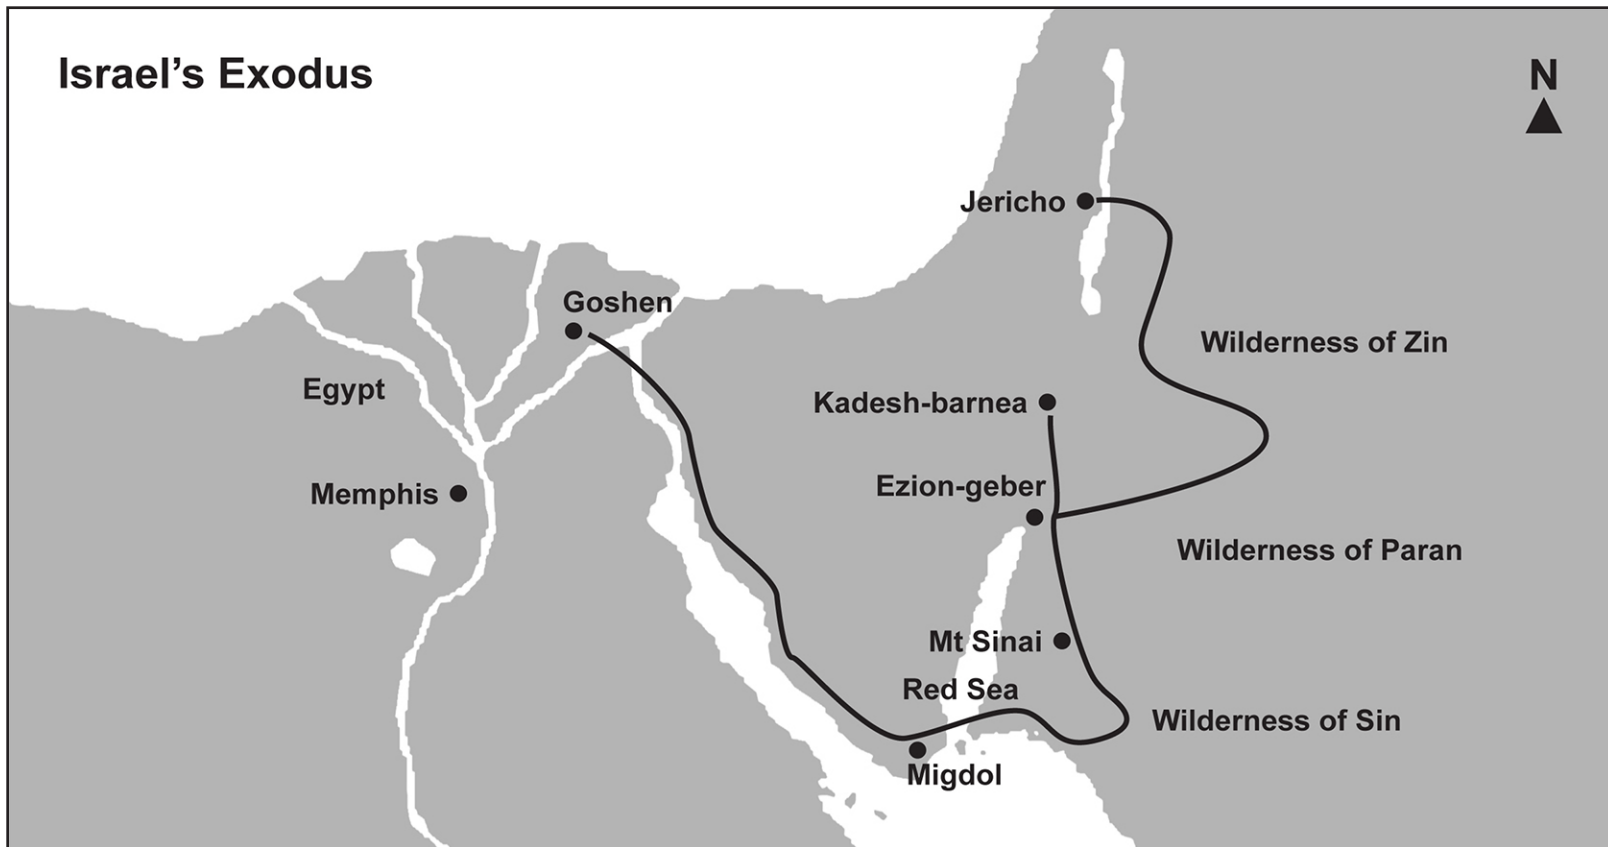 Israel's Exodus
N
Jericho
Goshen
Wilderness of Zin
Egypt
Kadesh-barnea
Ezion-geber
Memphis
Wilderness of Paran
Mt Sinai
Red Sea
Wilderness of Sin
Migdol